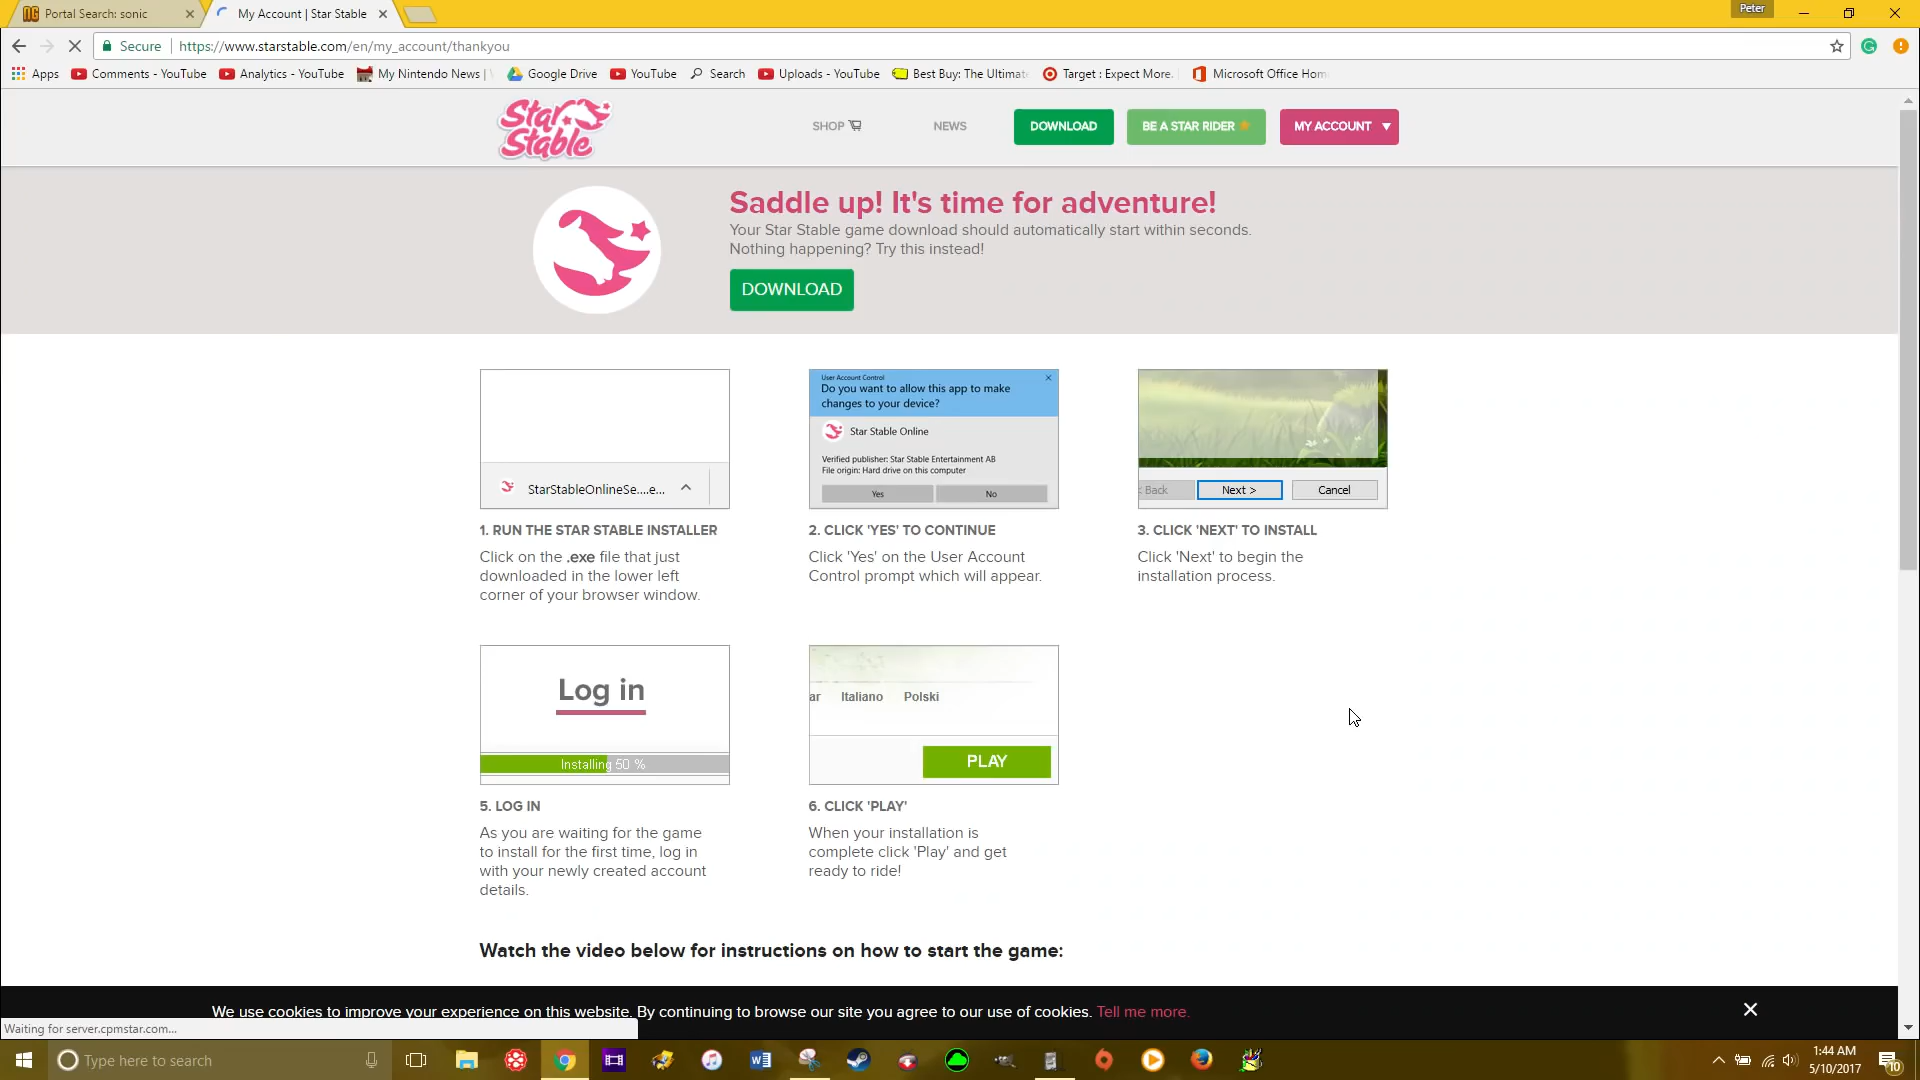 Portal Search: sonic
My Account | Star Stable
Peter
Secure
https://www.starstable.com/en/my_account/thankyou
Apps
Comments - YouTube
Analytics - YouTube
My Nintendo News |
Google Drive
YouTube
Search
Uploads - YouTube
Best Buy: The Ultimat
Target : Expect More.
Microsoft Office Hom
Star Stable
SHOP
NEWS
DOWNLOAD
BE A STAR RIDER
MY ACCOUNT
Saddle up! It's time for adventure!
Your Star Stable game download should automatically start within seconds.
Nothing happening? Try this instead!
DOWNLOAD
StarStableOnlineSe....e...
User Account Control
Do you want to allow this app to make
changes to your device?
Star Stable Online
Verified publisher: Star Stable Entertainment AB
File origin: Hard drive on this computer
Yes
No
< Back
Next >
Cancel
1. RUN THE STAR STABLE INSTALLER
Click on the .exe file that just
downloaded in the lower left
corner of your browser window.
2. CLICK 'YES' TO CONTINUE
Click 'Yes' on the User Account
Control prompt which will appear.
3. CLICK 'NEXT' TO INSTALL
Click 'Next' to begin the
installation process.
Log in
Installing 50 %
ar Italiano Polski
PLAY
5. LOG IN
As you are waiting for the game
to install for the first time, log in
with your newly created account
details.
6. CLICK 'PLAY'
When your installation is
complete click 'Play' and get
ready to ride!
Watch the video below for instructions on how to start the game:
We use cookies to improve your experience on this website. By continuing to browse our site you agree to our use of cookies. Tell me more.
Waiting for server.cpmstar.com...
Type here to search
1:44 AM
5/10/2017
10